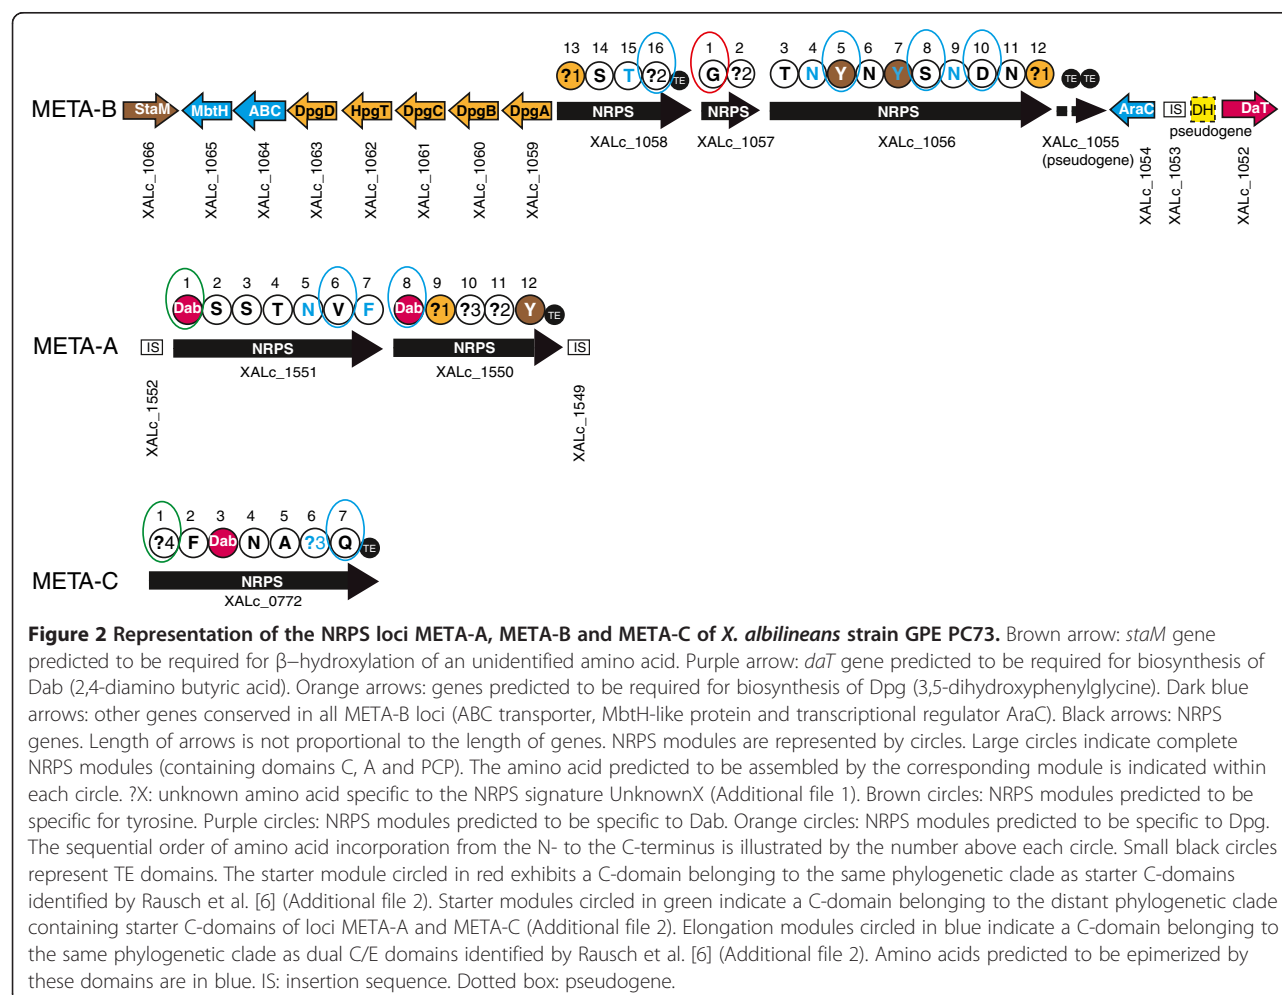 13 14 15 16 1 2 3 4 5 6 7 8 9 10 11 12
?1 S T ?2 TE G ?2 T N Y N Y S N D N ?1 TE TE
META-B StaM MbtH ABC DpgD HpgT DpgC DpgB DpgA NRPS NRPS NRPS AraC IS DH DaT
pseudogene
XALc_1058 XALc_1057 XALc_1056 XALc_1055
(pseudogene)
XALc_1066 XALc_1065 XALc_1064 XALc_1063 XALc_1062 XALc_1061 XALc_1060 XALc_1059 XALc_1054 XALc_1053 XALc_1052
1 2 3 4 5 6 7 8 9 10 11 12
Dab S S T N V F Dab ?1 ?3 ?2 Y TE
META-A IS NRPS NRPS IS
XALc_1551 XALc_1550
XALc_1552 XALc_1549
1 2 3 4 5 6 7
?4 F Dab N A ?3 Q TE
META-C NRPS
XALc_0772
Figure 2 Representation of the NRPS loci META-A, META-B and META-C of X. albilineans strain GPE PC73. Brown arrow: staM gene
predicted to be required for β−hydroxylation of an unidentified amino acid. Purple arrow: daT gene predicted to be required for biosynthesis of
Dab (2,4-diamino butyric acid). Orange arrows: genes predicted to be required for biosynthesis of Dpg (3,5-dihydroxyphenylglycine). Dark blue
arrows: other genes conserved in all META-B loci (ABC transporter, MbtH-like protein and transcriptional regulator AraC). Black arrows: NRPS
genes. Length of arrows is not proportional to the length of genes. NRPS modules are represented by circles. Large circles indicate complete
NRPS modules (containing domains C, A and PCP). The amino acid predicted to be assembled by the corresponding module is indicated within
each circle. ?X: unknown amino acid specific to the NRPS signature UnknownX (Additional file 1). Brown circles: NRPS modules predicted to be
specific for tyrosine. Purple circles: NRPS modules predicted to be specific to Dab. Orange circles: NRPS modules predicted to be specific to Dpg.
The sequential order of amino acid incorporation from the N- to the C-terminus is illustrated by the number above each circle. Small black circles
represent TE domains. The starter module circled in red exhibits a C-domain belonging to the same phylogenetic clade as starter C-domains
identified by Rausch et al. [6] (Additional file 2). Starter modules circled in green indicate a C-domain belonging to the distant phylogenetic clade
containing starter C-domains of loci META-A and META-C (Additional file 2). Elongation modules circled in blue indicate a C-domain belonging to
the same phylogenetic clade as dual C/E domains identified by Rausch et al. [6] (Additional file 2). Amino acids predicted to be epimerized by
these domains are in blue. IS: insertion sequence. Dotted box: pseudogene.